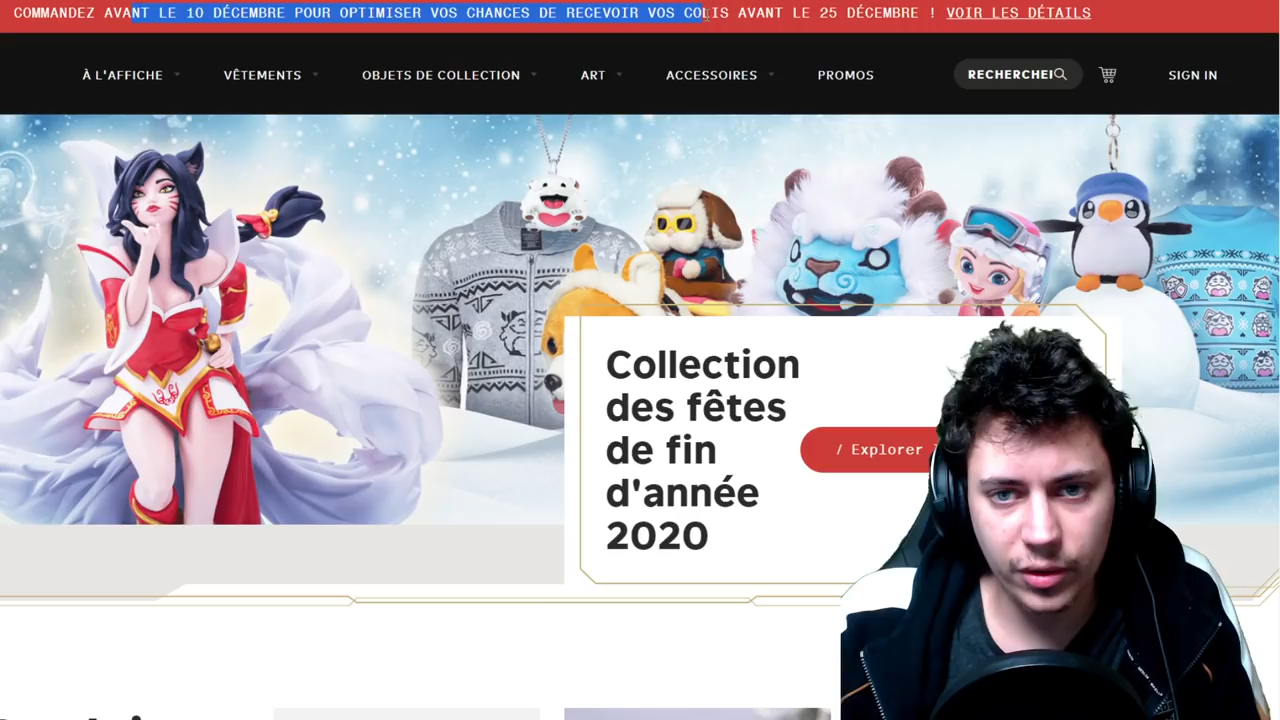 COMMANDEZ AVANT LE 10 DÉCEMBRE POUR OPTIMISER VOS CHANCES DE RECEVOIR VOS COLIS AVANT LE 25 DÉCEMBRE ! VOIR LES DÉTAILS
À L'AFFICHE VÊTEMENTS OBJETS DE COLLECTION ART ACCESSOIRES PROMOS RECHERCHEI SIGN IN
Collection
des fêtes
de fin
d'année
2020
/ Explorer